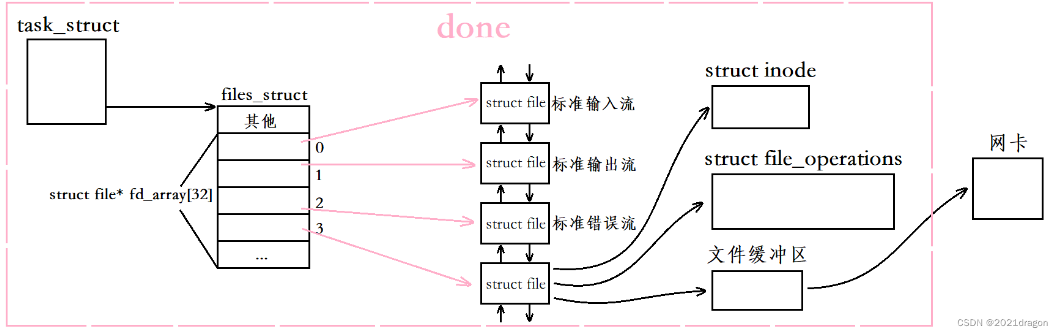 done
task_struct
files_struct
其他
0
1
2
3
...
struct file* fd_array[32]
struct file 标准输入流
struct file 标准输出流
struct file 标准错误流
struct file
struct inode
struct file_operations
文件缓冲区
网卡
CSDN @2021dragon